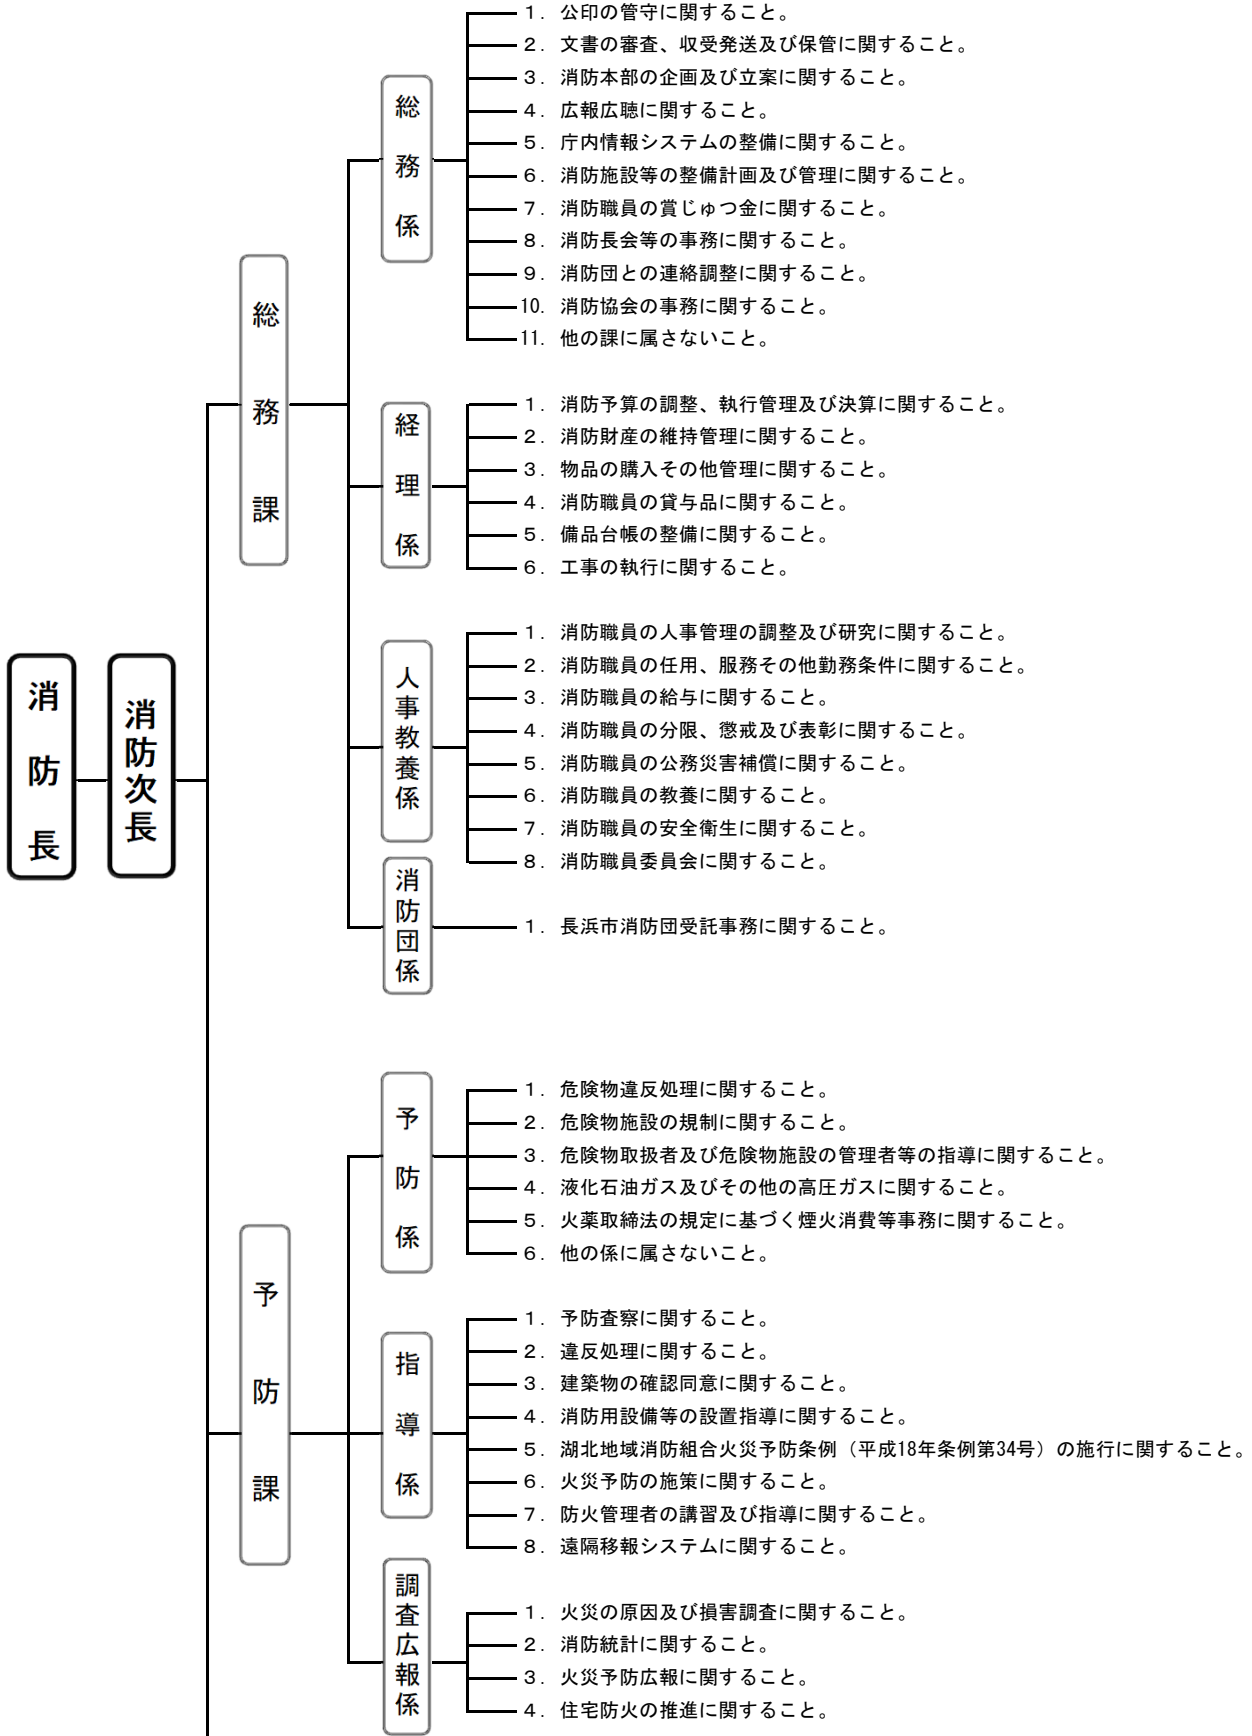 消防長
消防次長
総務課
総務係
1. 公印の管守に関すること。
2. 文書の審査、収受発送及び保管に関すること。
3. 消防本部の企画及び立案に関すること。
4. 広報広聴に関すること。
5. 庁内情報システムの整備に関すること。
6. 消防施設等の整備計画及び管理に関すること。
7. 消防職員の賞じゅつ金に関すること。
8. 消防長会等の事務に関すること。
9. 消防団との連絡調整に関すること。
10. 消防協会の事務に関すること。
11. 他の課に属さないこと。
経理係
1. 消防予算の調整、執行管理及び決算に関すること。
2. 消防財産の維持管理に関すること。
3. 物品の購入その他管理に関すること。
4. 消防職員の貸与品に関すること。
5. 備品台帳の整備に関すること。
6. 工事の執行に関すること。
人事教養係
1. 消防職員の人事管理の調整及び研究に関すること。
2. 消防職員の任用、服務その他勤務条件に関すること。
3. 消防職員の給与に関すること。
4. 消防職員の分限、懲戒及び表彰に関すること。
5. 消防職員の公務災害補償に関すること。
6. 消防職員の教養に関すること。
7. 消防職員の安全衛生に関すること。
8. 消防職員委員会に関すること。
消防団係
1. 長浜市消防団受託事務に関すること。
予防課
予防係
1. 危険物違反処理に関すること。
2. 危険物施設の規制に関すること。
3. 危険物取扱者及び危険物施設の管理者等の指導に関すること。
4. 液化石油ガス及びその他の高圧ガスに関すること。
5. 火薬取締法の規定に基づく煙火消費等事務に関すること。
6. 他の係に属さないこと。
指導係
1. 予防査察に関すること。
2. 違反処理に関すること。
3. 建築物の確認同意に関すること。
4. 消防用設備等の設置指導に関すること。
5. 湖北地域消防組合火災予防条例（平成18年条例第34号）の施行に関すること。
6. 火災予防の施策に関すること。
7. 防火管理者の講習及び指導に関すること。
8. 遠隔移報システムに関すること。
調査広報係
1. 火災の原因及び損害調査に関すること。
2. 消防統計に関すること。
3. 火災予防広報に関すること。
4. 住宅防火の推進に関すること。